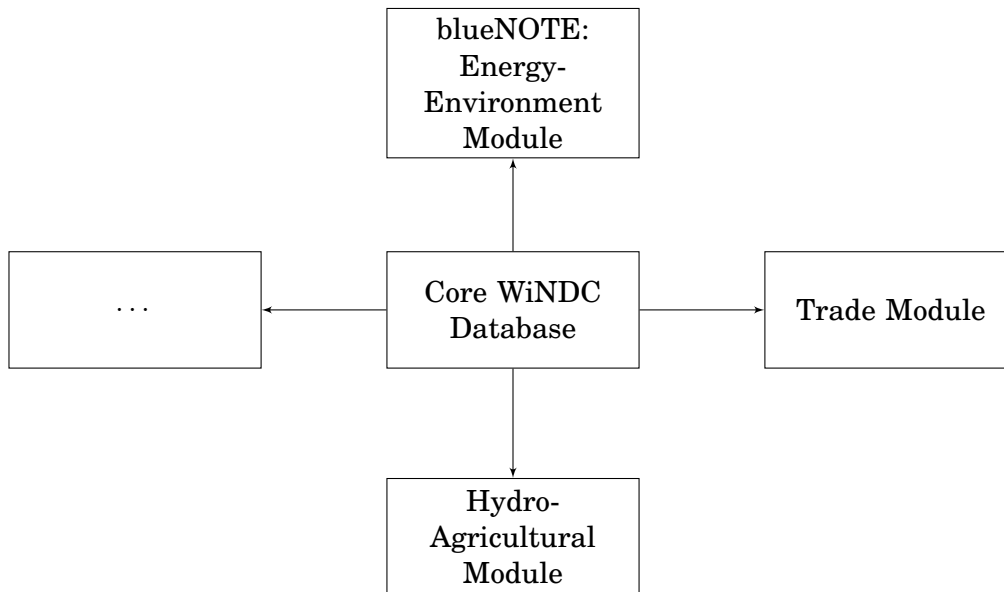 blueNOTE:
Energy-
Environment
Module
. . .
Core WiNDC
Database
Trade Module
Hydro-
Agricultural
Module